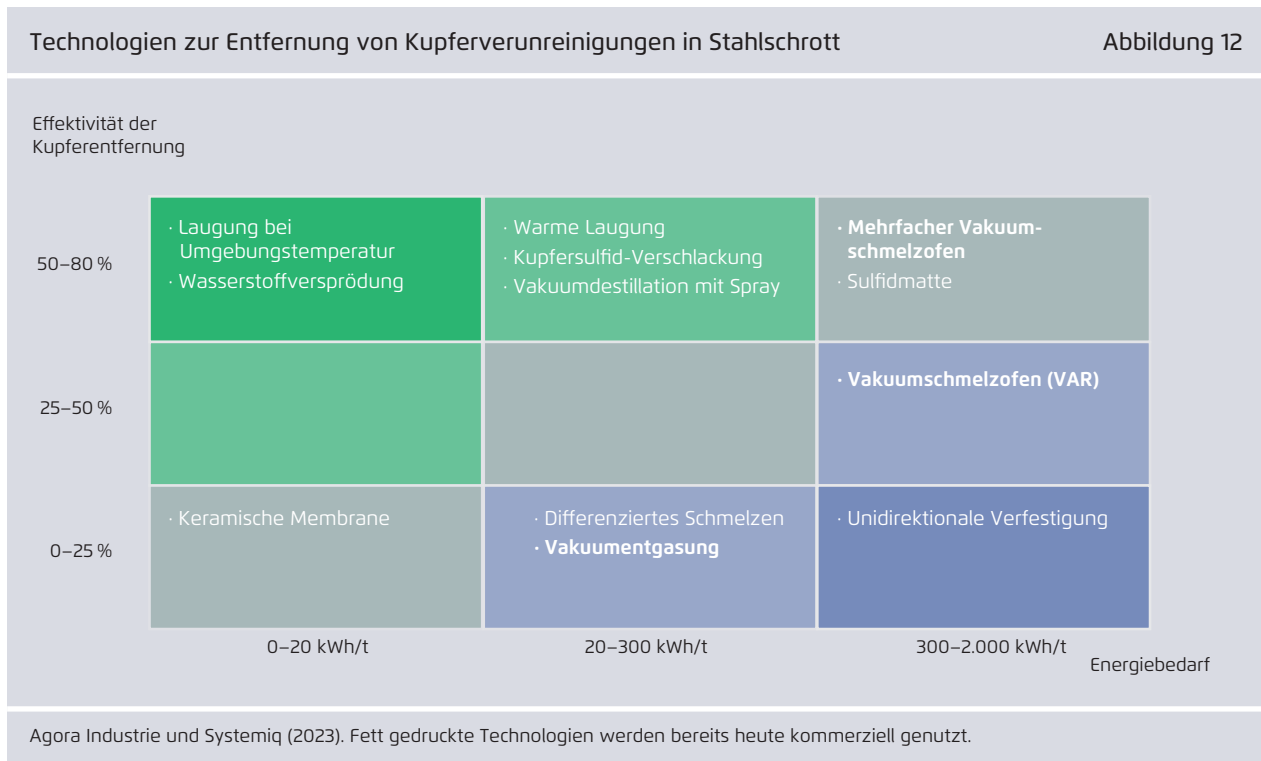 Technologien zur Entfernung von Kupferverunreinigungen in Stahlschrott
Abbildung 12
Effektivität der
Kupferentfernung
50–80 %
· Laugung bei
Umgebungstemperatur
· Wasserstoffversprödung
· Warme Laugung
· Kupfersulfid-Verschlackung
· Vakuumdestillation mit Spray
· Mehrfacher Vakuum-
schmelzofen
· Sulfidmatte
25–50 %
· Vakuumschmelzofen (VAR)
0–25 %
· Keramische Membrane
· Differenziertes Schmelzen
· Vakuumentgasung
· Unidirektionale Verfestigung
0–20 kWh/t
20–300 kWh/t
300–2.000 kWh/t
Energiebedarf
Agora Industrie und Systemiq (2023). Fett gedruckte Technologien werden bereits heute kommerziell genutzt.